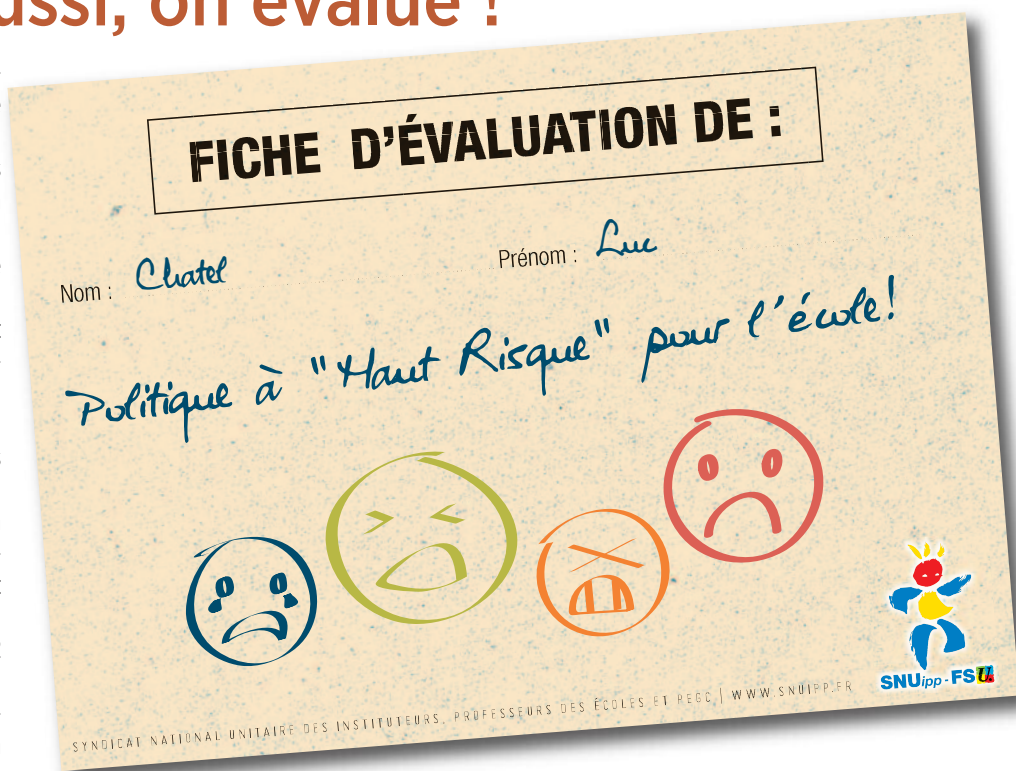 ussi, on évalue !
FICHE D'ÉVALUATION DE :
Nom : Chatel Prénom : Luc
Politique à "Haut Risque" pour l'école!
SNUipp - FSU
SYNDICAT NATIONAL UNITAIRE DES INSTITUTEURS, PROFESSEURS DES ÉCOLES ET PEGC | WWW.SNUIPP.FR